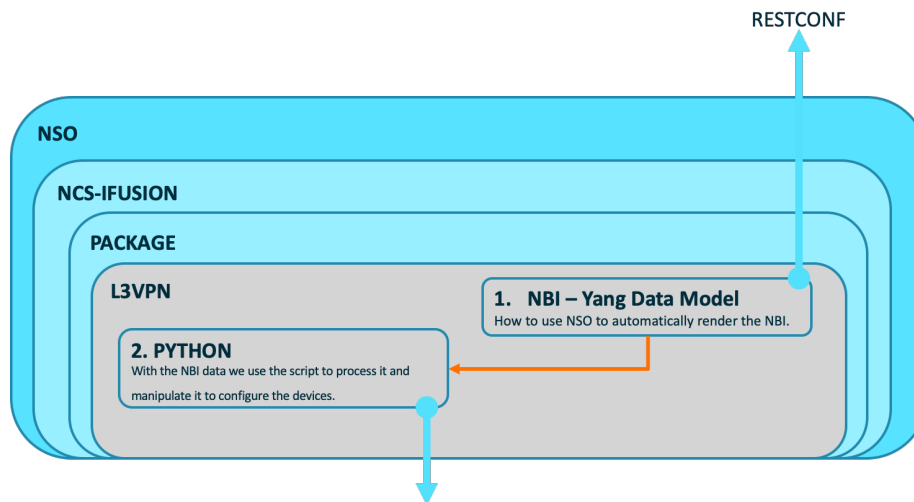 RESTCONF
NSO
NCS-IFUSION
PACKAGE
L3VPN
1. NBI – Yang Data Model
How to use NSO to automatically render the NBI.
2. PYTHON
With the NBI data we use the script to process it and
manipulate it to configure the devices.